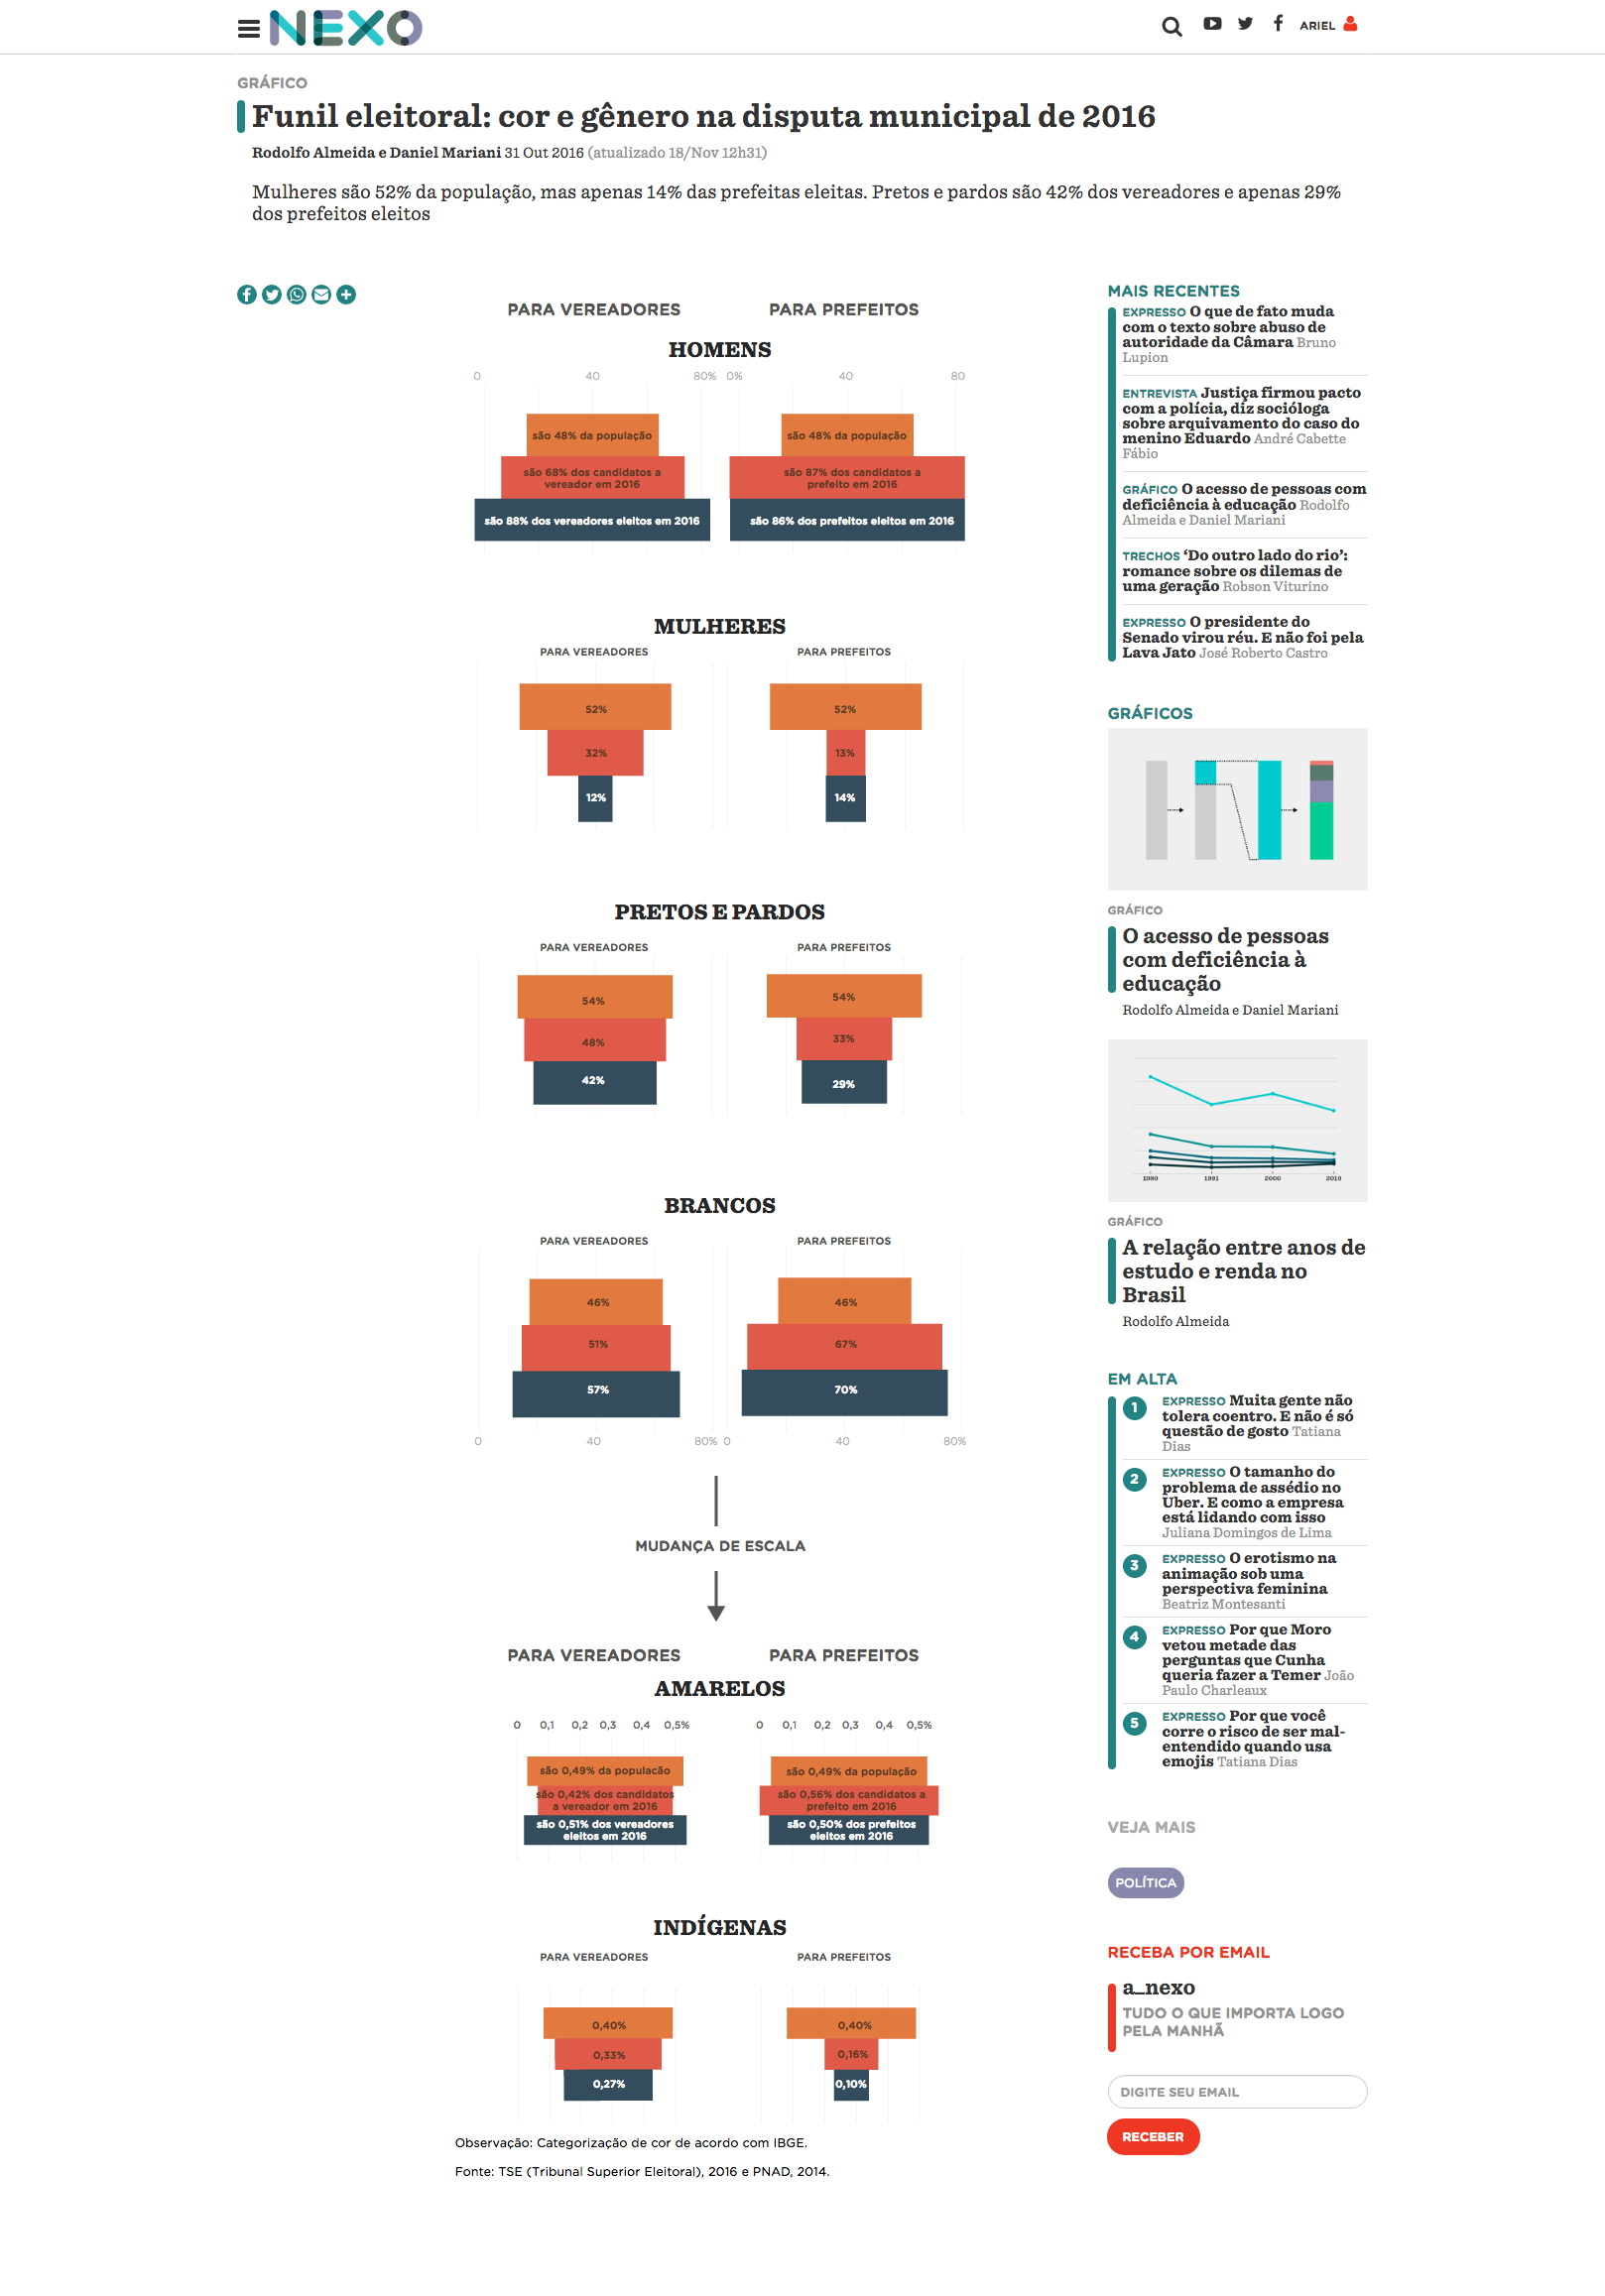 NEXO
ARIEL
GRÁFICO
Funil eleitoral: cor e gênero na disputa municipal de 2016
Rodolfo Almeida e Daniel Mariani 31 Out 2016 (atualizado 18/Nov 12h31)
Mulheres são 52% da população, mas apenas 14% das prefeitas eleitas. Pretos e pardos são 42% dos vereadores e apenas 29%
dos prefeitos eleitos
PARA VEREADORES PARA PREFEITOS
HOMENS
0 40 80% 0% 40 80
são 48% da população são 48% da população
são 68% dos candidatos a
vereador em 2016
são 87% dos candidatos a
prefeito em 2016
são 88% dos vereadores eleitos em 2016 são 86% dos prefeitos eleitos em 2016
MULHERES
PARA VEREADORES PARA PREFEITOS
52% 52%
32% 13%
12% 14%
PRETOS E PARDOS
PARA VEREADORES PARA PREFEITOS
54% 54%
48% 33%
42% 29%
BRANCOS
PARA VEREADORES PARA PREFEITOS
46% 46%
51% 67%
57% 70%
0 40 80% 0 40 80%
MUDANÇA DE ESCALA
PARA VEREADORES PARA PREFEITOS
AMARELOS
0 0,1 0,2 0,3 0,4 0,5% 0 0,1 0,2 0,3 0,4 0,5%
são 0,49% da populacão são 0,49% da população
são 0,42% dos candidatos
a vereador em 2016
são 0,56% dos candidatos a
prefeito em 2016
são 0,51% dos vereadores
eleitos em 2016
são 0,50% dos prefeitos
eleitos em 2016
INDÍGENAS
PARA VEREADORES PARA PREFEITOS
0,40% 0,40%
0,33% 0,16%
0,27% 0,10%
Observação: Categorização de cor de acordo com IBGE.
Fonte: TSE (Tribunal Superior Eleitoral), 2016 e PNAD, 2014.
MAIS RECENTES
EXPRESSO O que de fato muda
com o texto sobre abuso de
autoridade da Câmara Bruno
Lupion
ENTREVISTA Justiça firmou pacto
com a polícia, diz socióloga
sobre arquivamento do caso do
menino Eduardo André Cabette
Fábio
GRÁFICO O acesso de pessoas com
deficiência à educação Rodolfo
Almeida e Daniel Mariani
TRECHOS ‘Do outro lado do rio’:
romance sobre os dilemas de
uma geração Robson Viturino
EXPRESSO O presidente do
Senado virou réu. E não foi pela
Lava Jato José Roberto Castro
GRÁFICOS
GRÁFICO
O acesso de pessoas
com deficiência à
educação
Rodolfo Almeida e Daniel Mariani
1980 1991 2000 2010
GRÁFICO
A relação entre anos de
estudo e renda no
Brasil
Rodolfo Almeida
EM ALTA
1 EXPRESSO Muita gente não
tolera coentro. E não é só
questão de gosto Tatiana
Dias
2 EXPRESSO O tamanho do
problema de assédio no
Uber. E como a empresa
está lidando com isso
Juliana Domingos de Lima
3 EXPRESSO O erotismo na
animação sob uma
perspectiva feminina
Beatriz Montesanti
4 EXPRESSO Por que Moro
vetou metade das
perguntas que Cunha
queria fazer a Temer João
Paulo Charleaux
5 EXPRESSO Por que você
corre o risco de ser mal-
entendido quando usa
emojis Tatiana Dias
VEJA MAIS
POLÍTICA
RECEBA POR EMAIL
a_nexo
TUDO O QUE IMPORTA LOGO
PELA MANHÃ
DIGITE SEU EMAIL
RECEBER